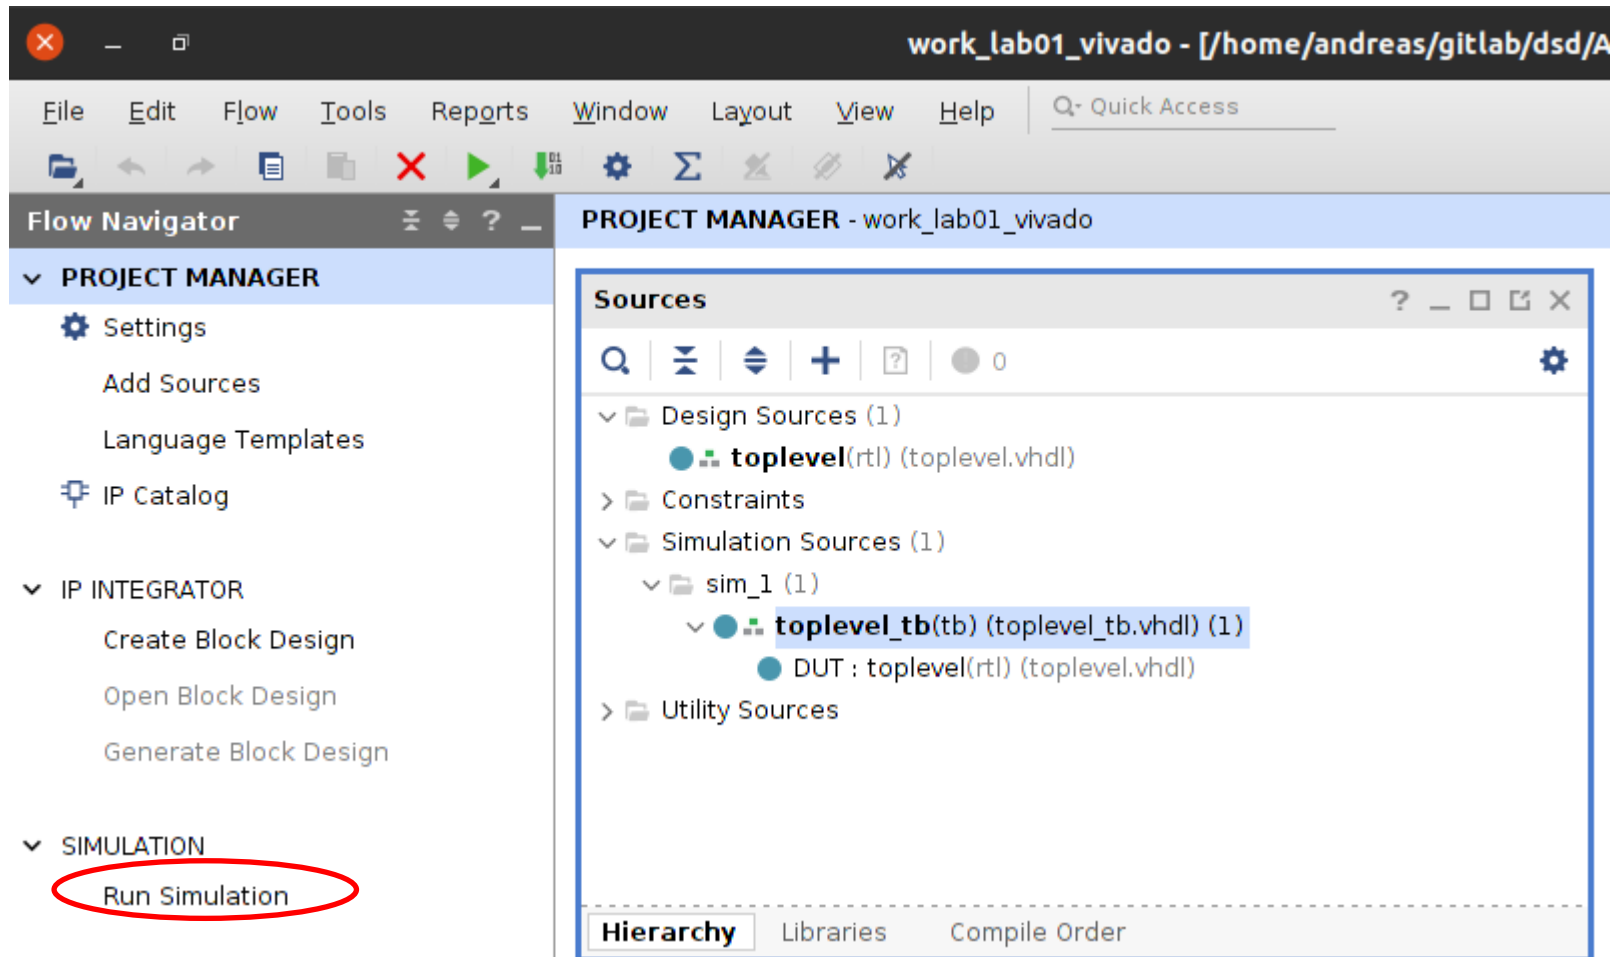 work_lab01_vivado - [/home/andreas/gitlab/dsd/A
File Edit Flow Tools Reports Window Layout View Help Quick Access
Flow Navigator ? PROJECT MANAGER - work_lab01_vivado
PROJECT MANAGER
Settings
Add Sources
Language Templates
IP Catalog
IP INTEGRATOR
Create Block Design
Open Block Design
Generate Block Design
SIMULATION
Run Simulation
Sources ?
? 0
Design Sources (1)
toplevel(rtl) (toplevel.vhdl)
Constraints
Simulation Sources (1)
sim_1 (1)
toplevel_tb(tb) (toplevel_tb.vhdl) (1)
DUT : toplevel(rtl) (toplevel.vhdl)
Utility Sources
Hierarchy Libraries Compile Order